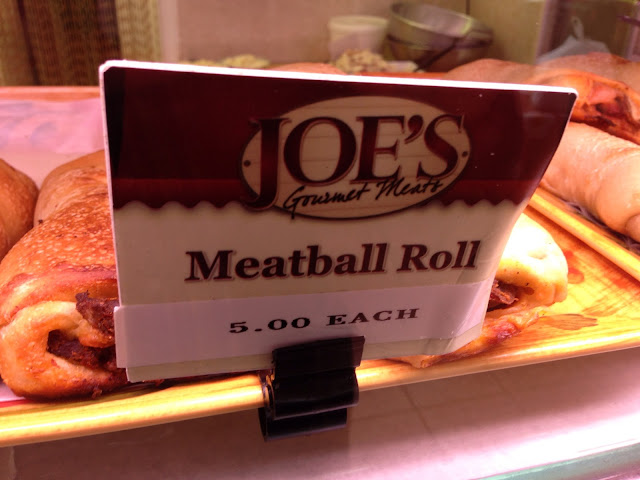 JOE'S
Gourmet Meats
Meatball Roll
5.00 EACH